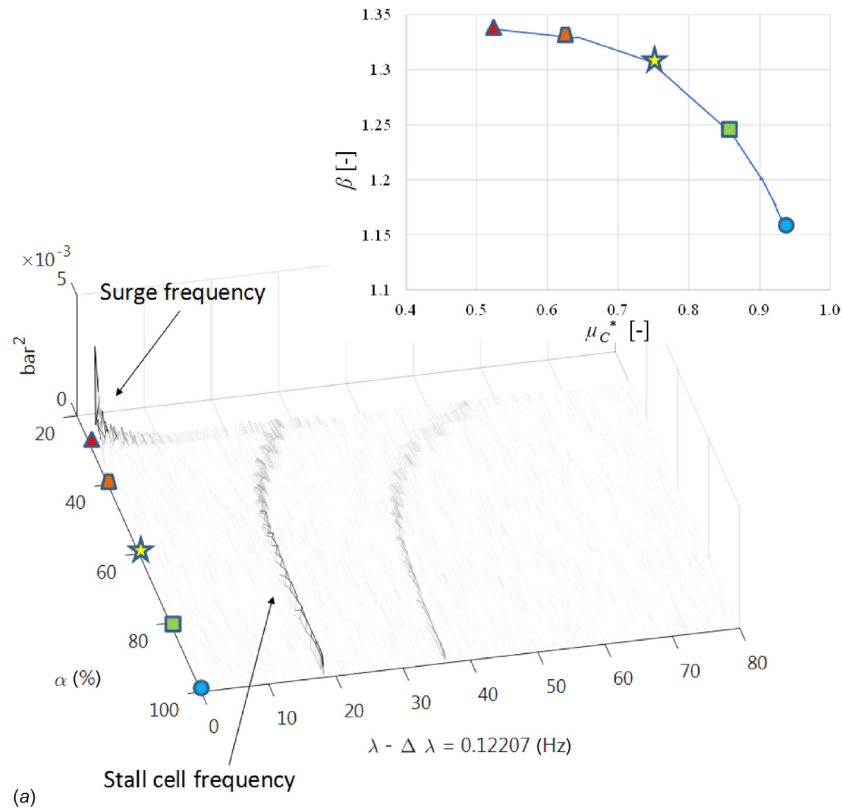 1.35
1.3
1.25
1.2
1.15
1.1
β [-]
0.4 0.5 0.6 0.7 0.8 0.9 1.0
μC* [-]
×10⁻³
5
0
bar²
Surge frequency
20
40
60
80
100
α (%)
0 10 20 30 40 50 60 70 80
λ - Δ λ = 0.12207 (Hz)
Stall cell frequency
(a)